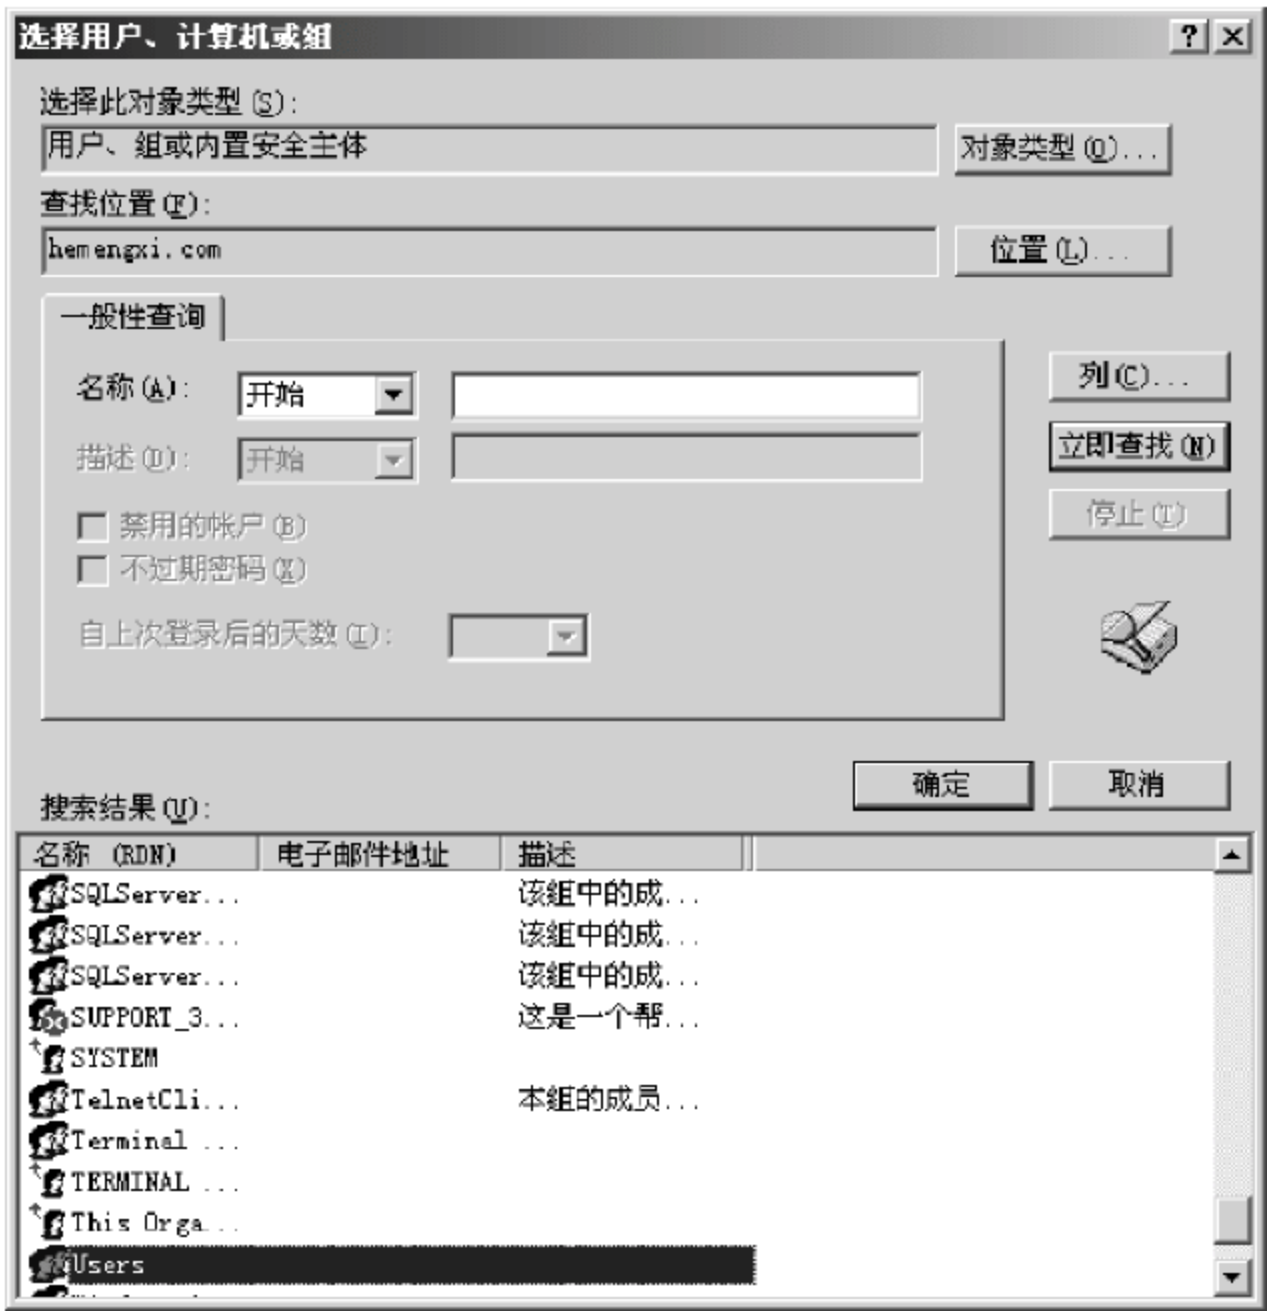 选择用户、计算机或组
选择此对象类型(S):
用户、组或内置安全主体 对象类型(O)...
查找位置(F):
hemengxi.com 位置(L)...
一般性查询
名称(A): 开始 列(C)...
描述(D): 开始 立即查找(N)
禁用的帐户(B) 停止(T)
不过期密码(X)
自上次登录后的天数(I):
确定 取消
搜索结果(U):
名称 (RDN) 电子邮件地址 描述
SQLServer... 该组中的成...
SQLServer... 该组中的成...
SQLServer... 该组中的成...
SUPPORT_3... 这是一个帮...
SYSTEM
TelnetCli... 本组的成员...
Terminal ...
TERMINAL ...
This Orga...
Users